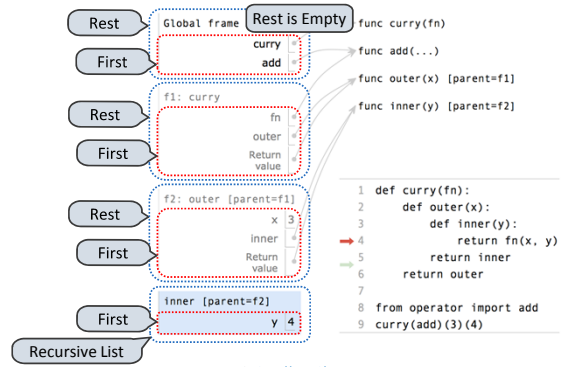 Rest
Global frame
Rest is Empty
func curry(fn)
curry
First
add
func add(...)
func outer(x) [parent=f1]
func inner(y) [parent=f2]
f1: curry
Rest
fn
outer
First
Return
value
f2: outer [parent=f1]
Rest
x 3
inner
First
Return
value
inner [parent=f2]
First
y 4
Recursive List
1 def curry(fn):
2 def outer(x):
3 def inner(y):
4 return fn(x, y)
5 return inner
6 return outer
7
8 from operator import add
9 curry(add)(3)(4)